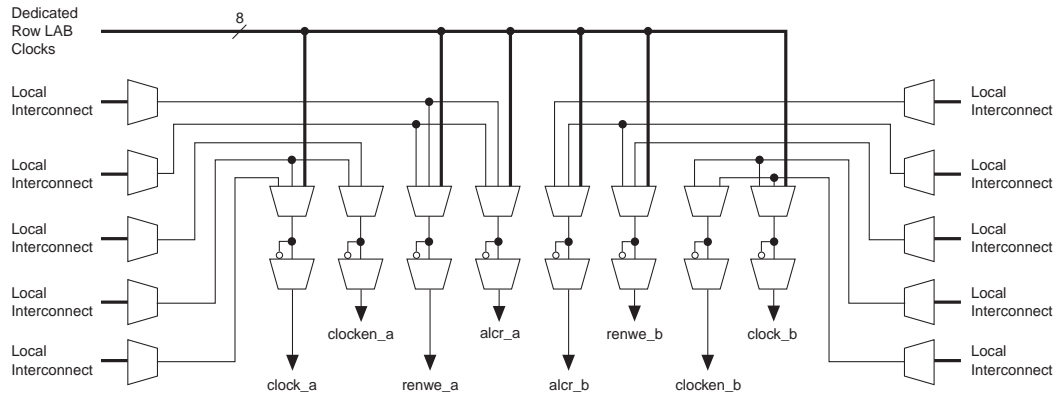 Dedicated
Row LAB
Clocks
8
Local
Interconnect
Local
Interconnect
Local
Interconnect
Local
Interconnect
Local
Interconnect
Local
Interconnect
Local
Interconnect
Local
Interconnect
Local
Interconnect
Local
Interconnect
clocken_a
alcr_a
renwe_b
clock_b
clock_a
renwe_a
alcr_b
clocken_b